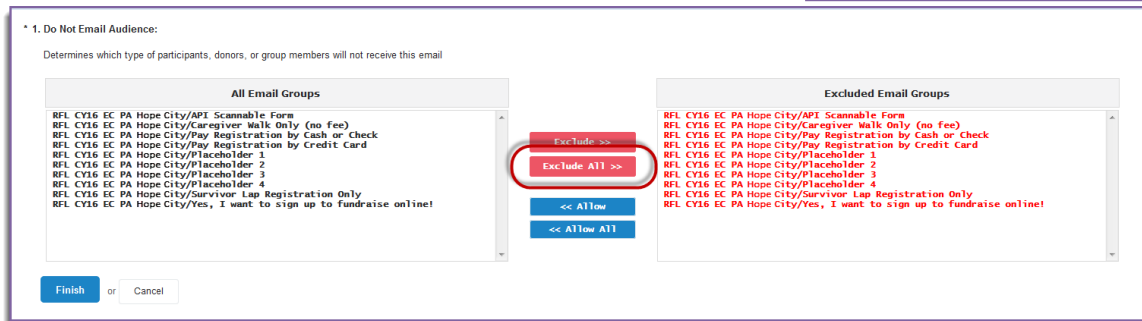 * 1. Do Not Email Audience:
Determines which type of participants, donors, or group members will not receive this email
All Email Groups
RFL CY16 EC PA Hope City/API Scannable Form
RFL CY16 EC PA Hope City/Caregiver Walk Only (no fee)
RFL CY16 EC PA Hope City/Pay Registration by Cash or Check
RFL CY16 EC PA Hope City/Pay Registration by Credit Card
RFL CY16 EC PA Hope City/Placeholder 1
RFL CY16 EC PA Hope City/Placeholder 2
RFL CY16 EC PA Hope City/Placeholder 3
RFL CY16 EC PA Hope City/Placeholder 4
RFL CY16 EC PA Hope City/Survivor Lap Registration Only
RFL CY16 EC PA Hope City/Yes, I want to sign up to fundraise online!
Exclude >>
Exclude All >>
<< Allow
<< Allow All
Excluded Email Groups
RFL CY16 EC PA Hope City/API Scannable Form
RFL CY16 EC PA Hope City/Caregiver Walk Only (no fee)
RFL CY16 EC PA Hope City/Pay Registration by Cash or Check
RFL CY16 EC PA Hope City/Pay Registration by Credit Card
RFL CY16 EC PA Hope City/Placeholder 1
RFL CY16 EC PA Hope City/Placeholder 2
RFL CY16 EC PA Hope City/Placeholder 3
RFL CY16 EC PA Hope City/Placeholder 4
RFL CY16 EC PA Hope City/Survivor Lap Registration Only
RFL CY16 EC PA Hope City/Yes, I want to sign up to fundraise online!
Finish or Cancel